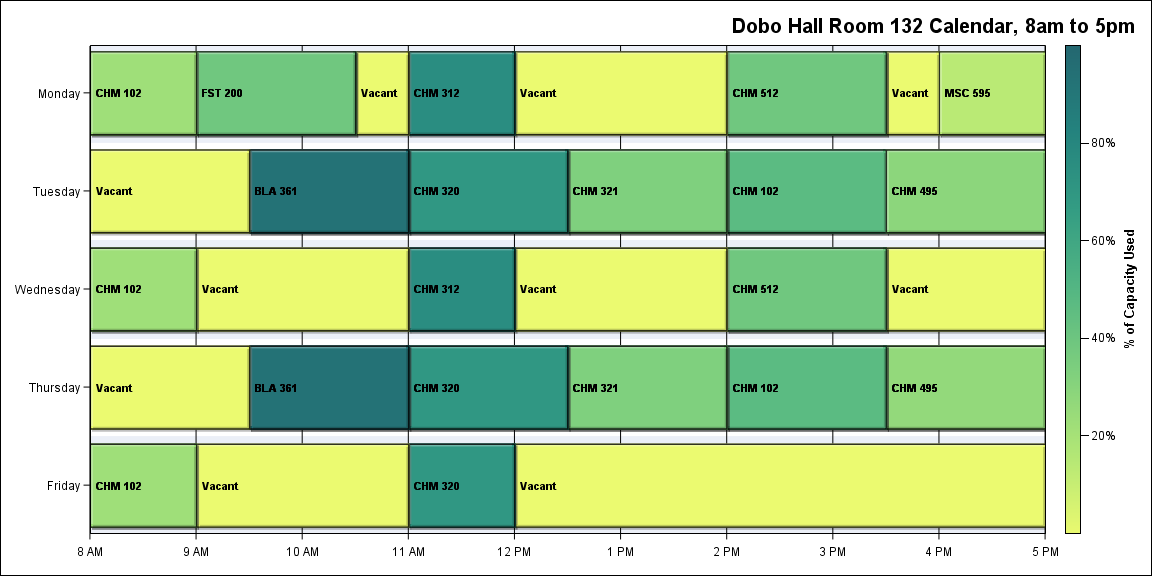 Dobo Hall Room 132 Calendar, 8am to 5pm
Monday
CHM 102
FST 200
Vacant
CHM 312
Vacant
CHM 512
Vacant
MSC 595
Tuesday
Vacant
BLA 361
CHM 320
CHM 321
CHM 102
CHM 495
Wednesday
CHM 102
Vacant
CHM 312
Vacant
CHM 512
Vacant
Thursday
Vacant
BLA 361
CHM 320
CHM 321
CHM 102
CHM 495
Friday
CHM 102
Vacant
CHM 320
Vacant
8 AM
9 AM
10 AM
11 AM
12 PM
1 PM
2 PM
3 PM
4 PM
5 PM
80%
60%
40%
20%
% of Capacity Used